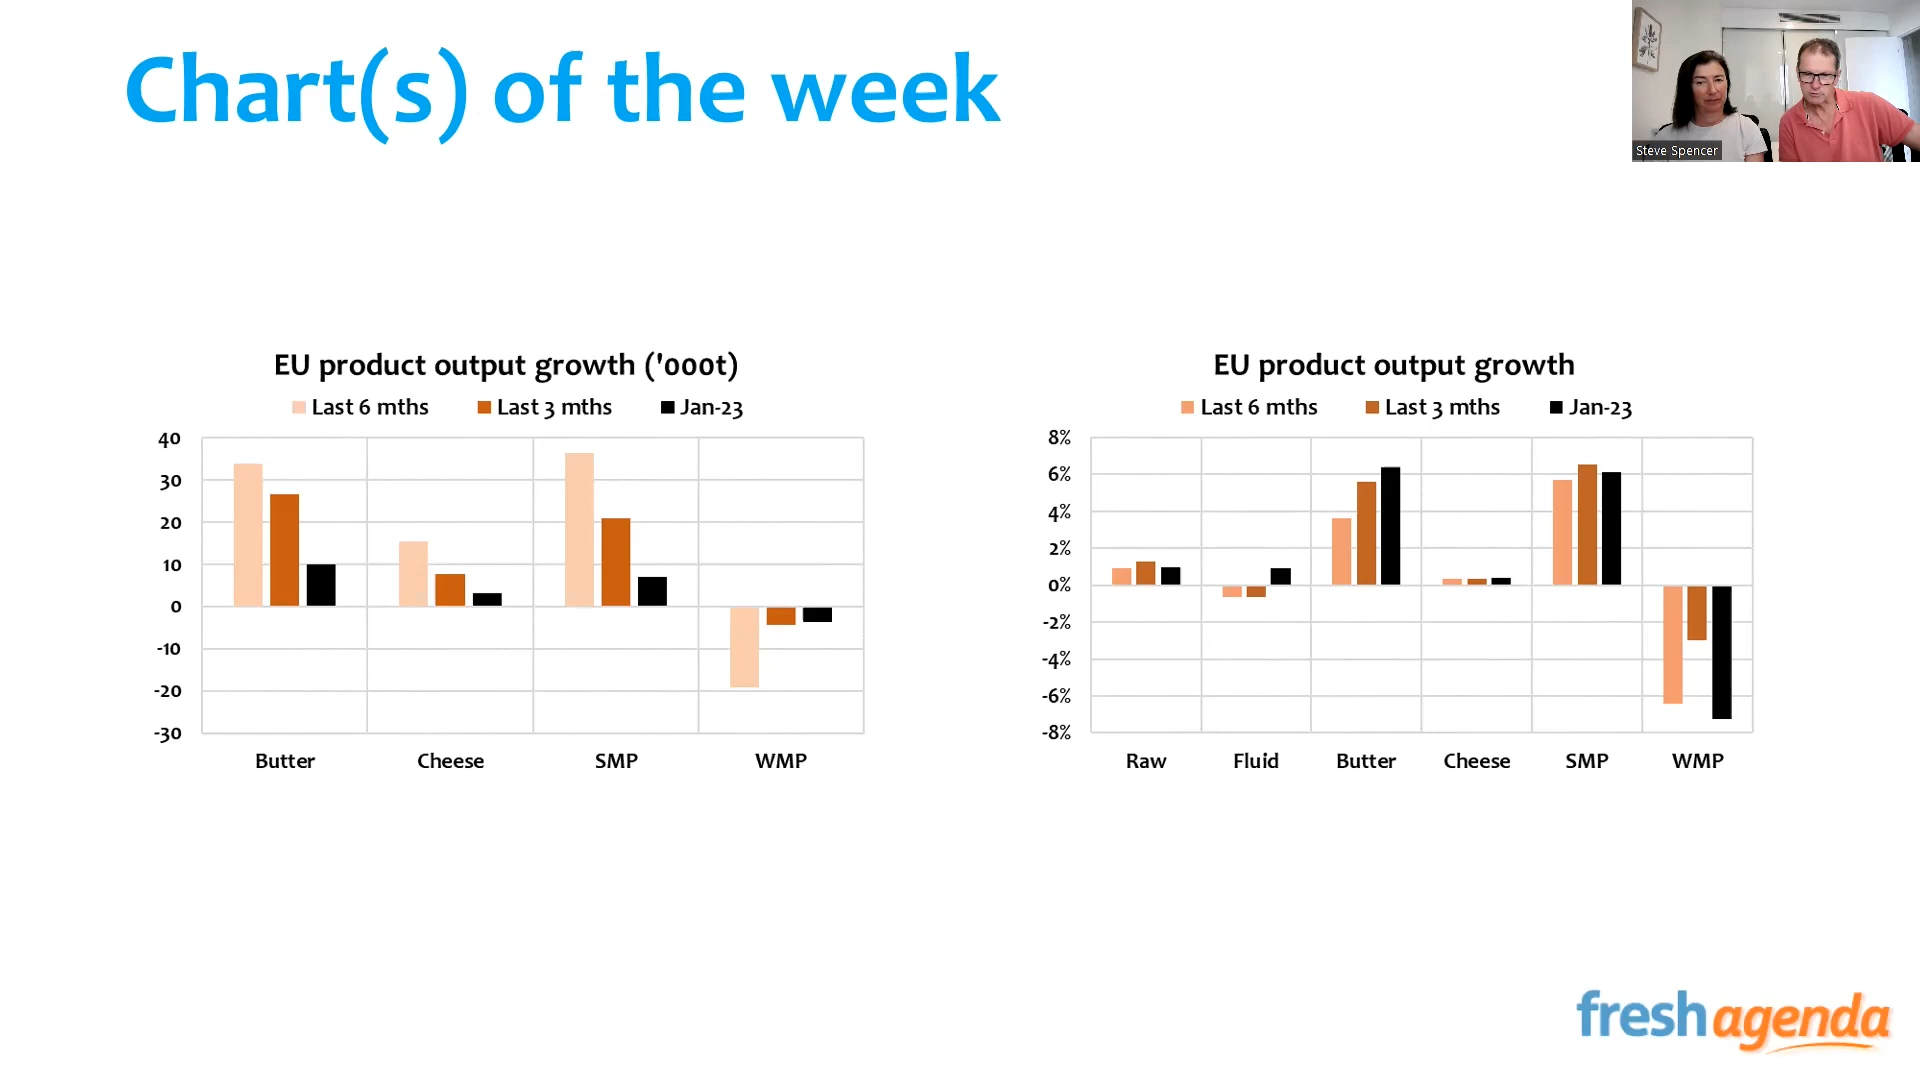 Chart(s) of the week
Steve Spencer
EU product output growth ('000t)
Last 6 mths Last 3 mths Jan-23
40
30
20
10
0
-10
-20
-30
Butter Cheese SMP WMP
EU product output growth
Last 6 mths Last 3 mths Jan-23
8%
6%
4%
2%
0%
-2%
-4%
-6%
-8%
Raw Fluid Butter Cheese SMP WMP
fresh agenda